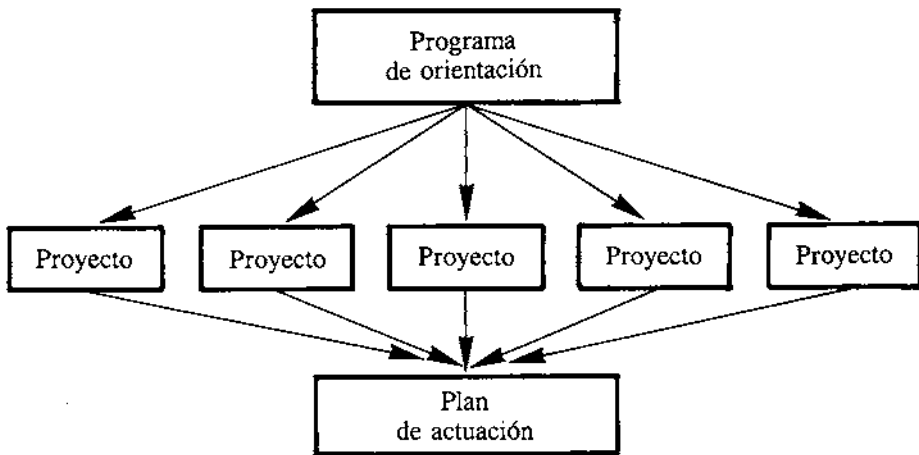 Programa
de orientación
Proyecto
Proyecto
Proyecto
Proyecto
Proyecto
Plan
de actuación